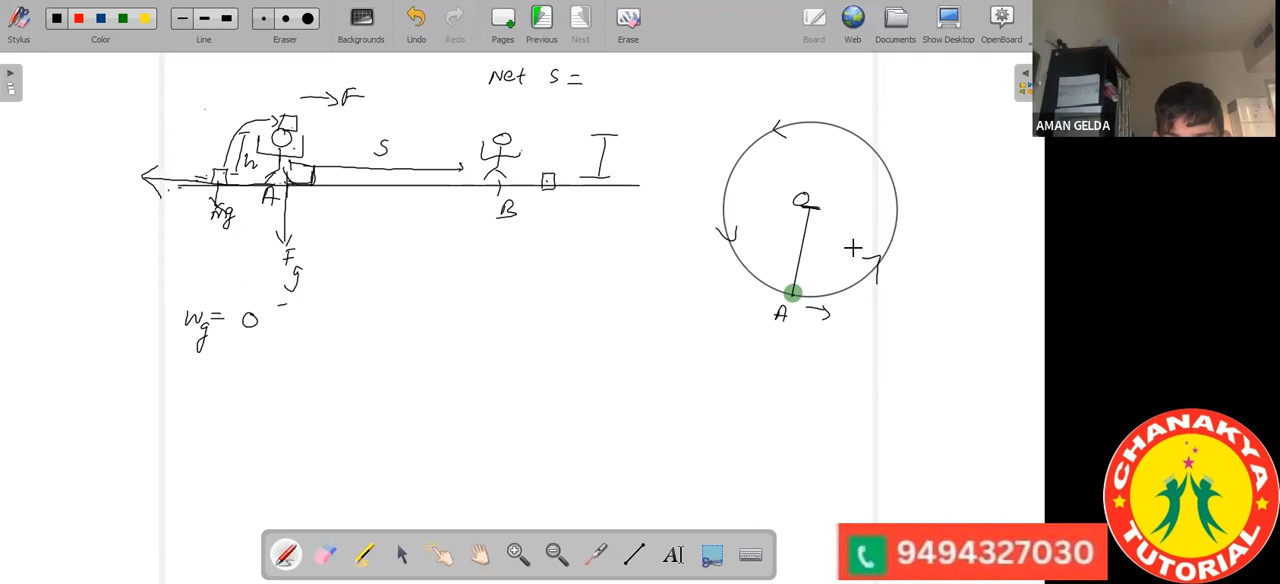 Stylus
Color
Line
Eraser
Backgrounds
Undo
Redo
Pages
Previous
Next
Erase
Board
Web
Documents
Show Desktop
OpenBoard
AMAN GELDA
Net S =
F
S
h
A
B
Fg
Wg = 0
O
A
CHANAKYA
TUTORIAL
9494327030